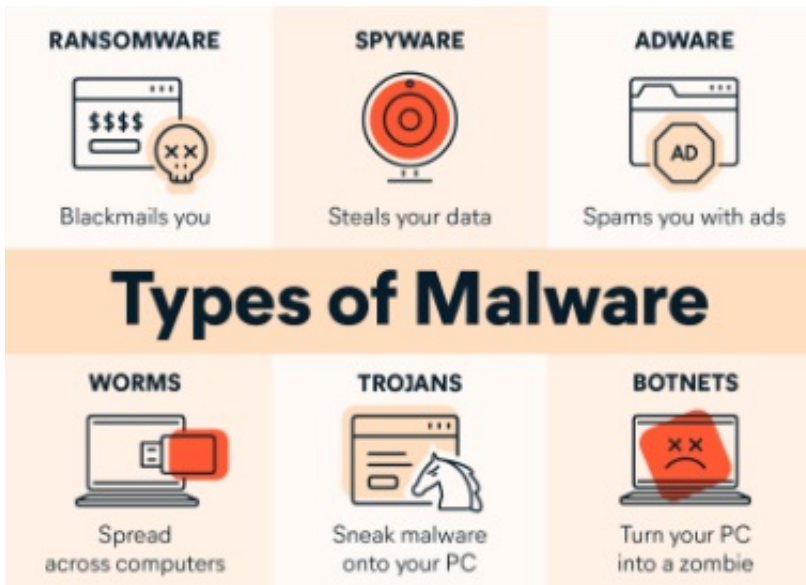 RANSOMWARE
SPYWARE
ADWARE
$$$$
AD
Blackmails you
Steals your data
Spams you with ads
Types of Malware
WORMS
TROJANS
BOTNETS
Spread
across computers
Sneak malware
onto your PC
Turn your PC
into a zombie